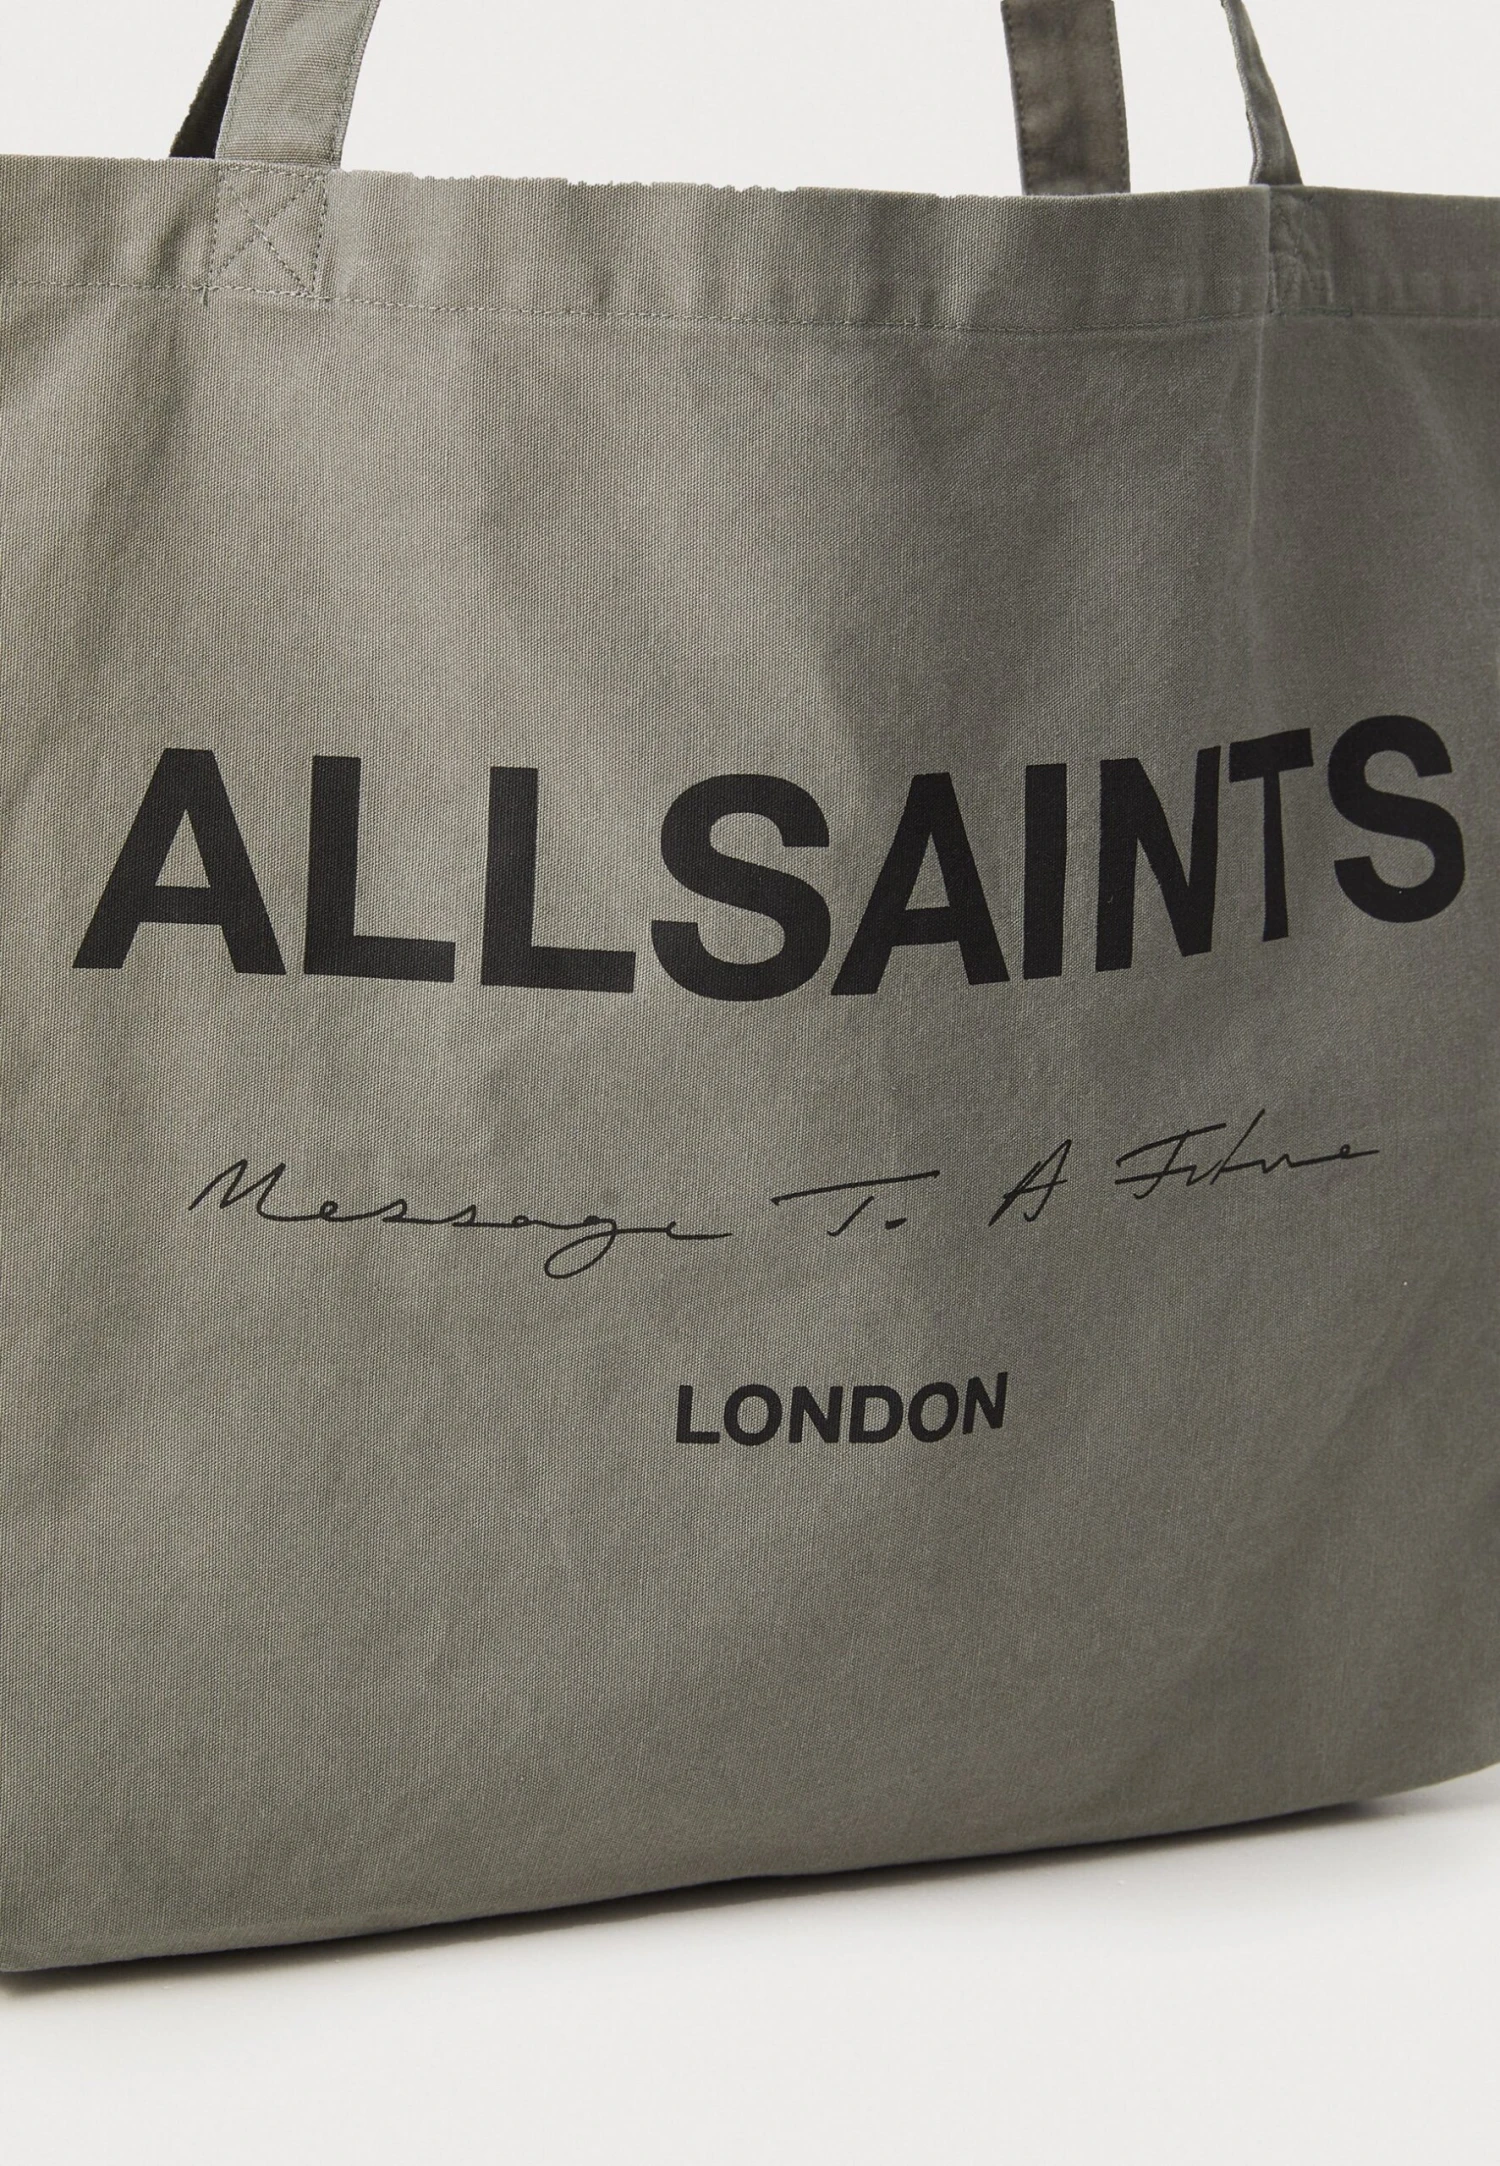 ALLSAINTS
Message To A Future
LONDON